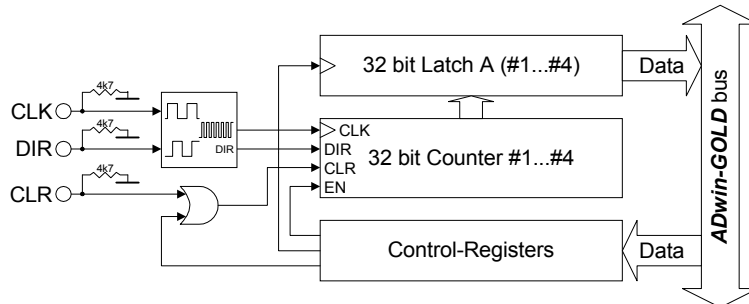 4k7
CLK
4k7
DIR
4k7
CLR
DIR
32 bit Latch A (#1...#4)
Data
CLK
DIR
CLR
EN
32 bit Counter #1...#4
Control-Registers
Data
ADwin-GOLD bus